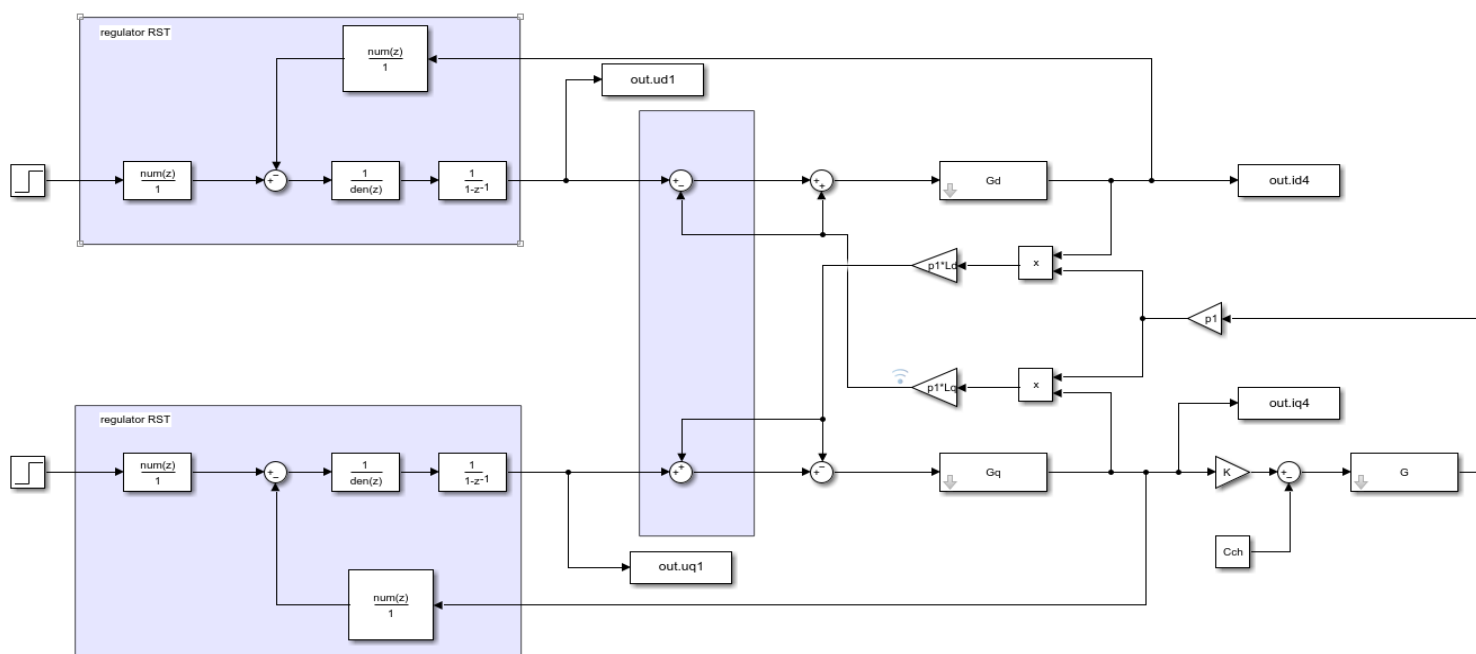 regulator RST
num(z)
1
out.ud1
num(z)
1
+
−
1
den(z)
1
1-z-1
+
−
+
+
Gd
out.id4
p1*Ld
x
p1
p1*Lq
x
out.iq4
regulator RST
num(z)
1
+
−
1
den(z)
1
1-z-1
+
+
−
+
Gq
K
+
−
G
Cch
out.uq1
num(z)
1